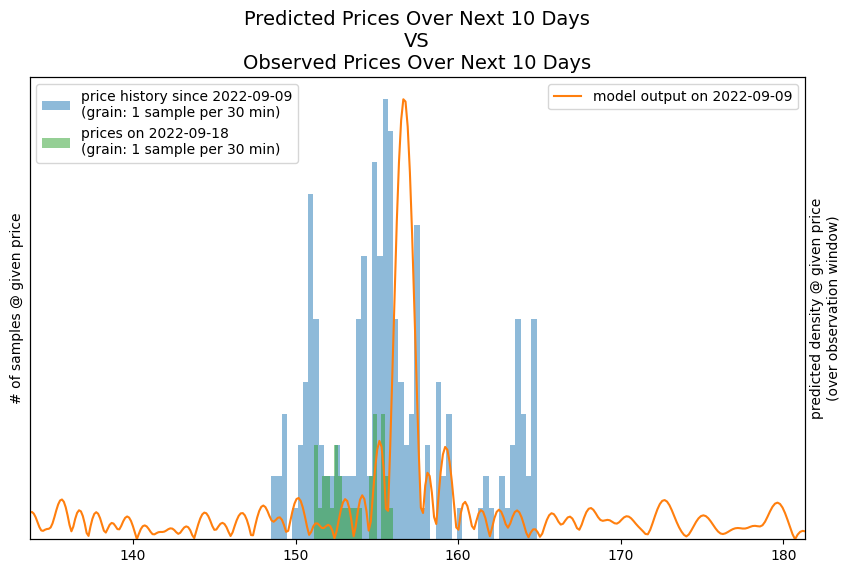 Predicted Prices Over Next 10 Days
VS
Observed Prices Over Next 10 Days
price history since 2022-09-09
(grain: 1 sample per 30 min)
prices on 2022-09-18
(grain: 1 sample per 30 min)
model output on 2022-09-09
# of samples @ given price
predicted density @ given price
(over observation window)
140
150
160
170
180